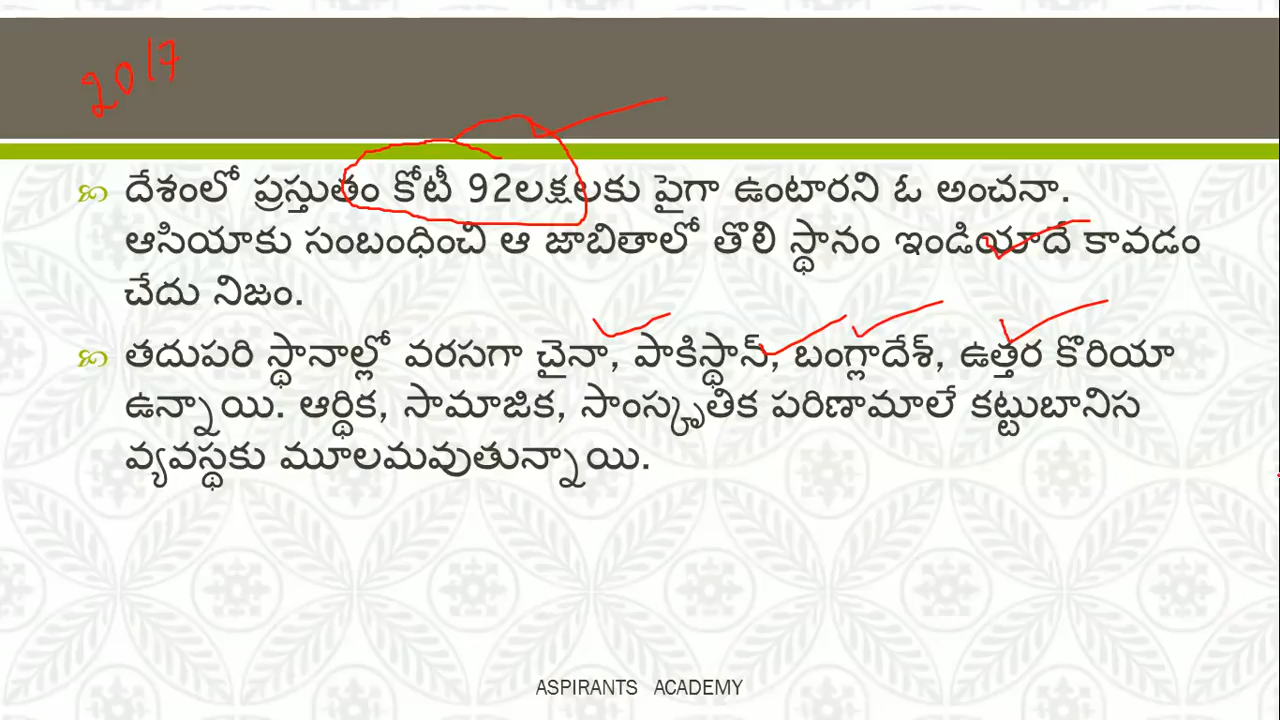 2017
దేశంలో ప్రస్తుతం కోటీ 92లక్షలకు పైగా ఉంటారని ఓ అంచనా.
ఆసియాకు సంబంధించి ఆ జాబితాలో తొలి స్థానం ఇండియాదే కావడం
చేదు నిజం.
తదుపరి స్థానాల్లో వరసగా చైనా, పాకిస్థాన్, బంగ్లాదేశ్, ఉత్తర కొరియా
ఉన్నాయి. ఆర్థిక, సామాజిక, సాంస్కృతిక పరిణామాలే కట్టుబానిస
వ్యవస్థకు మూలమవుతున్నాయి.
ASPIRANTS ACADEMY